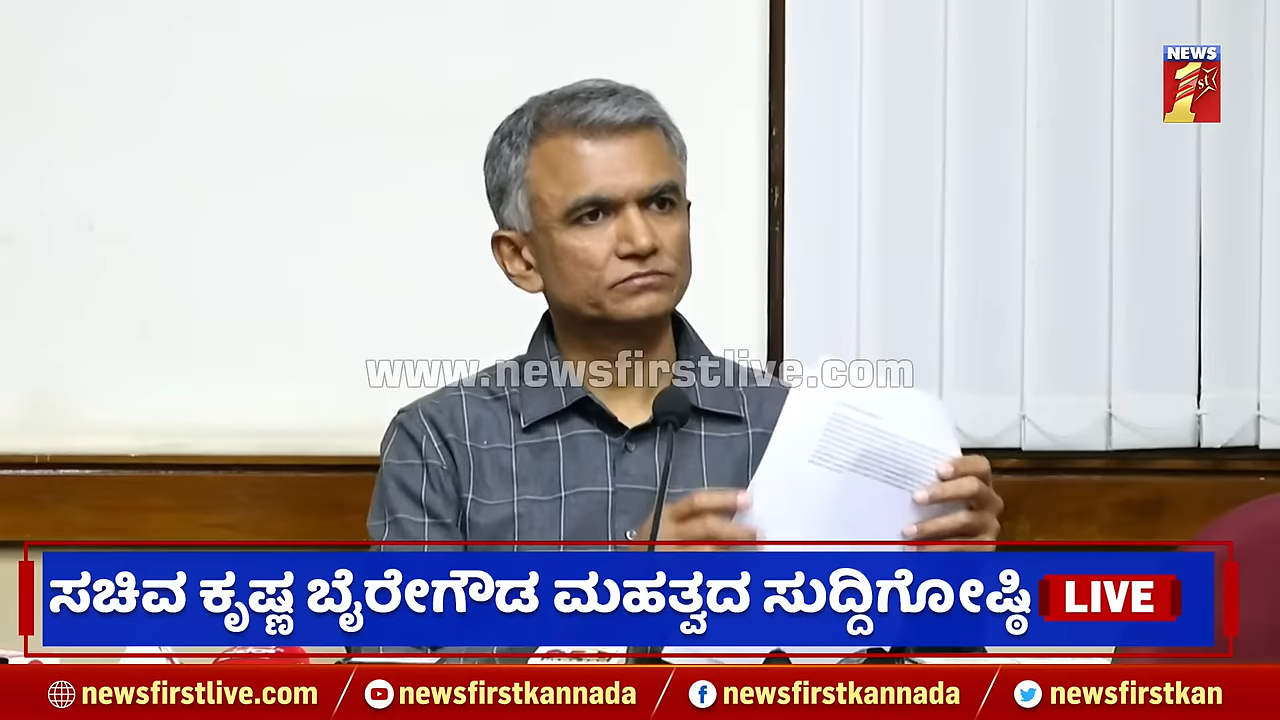 NEWS
1st
www.newsfirstlive.com
ಸಚಿವ ಕೃಷ್ಣ ಬೈರೇಗೌಡ ಮಹತ್ವದ ಸುದ್ದಿಗೋಷ್ಠಿ LIVE
newsfirstlive.com newsfirstkannada newsfirstkannada newsfirstkan